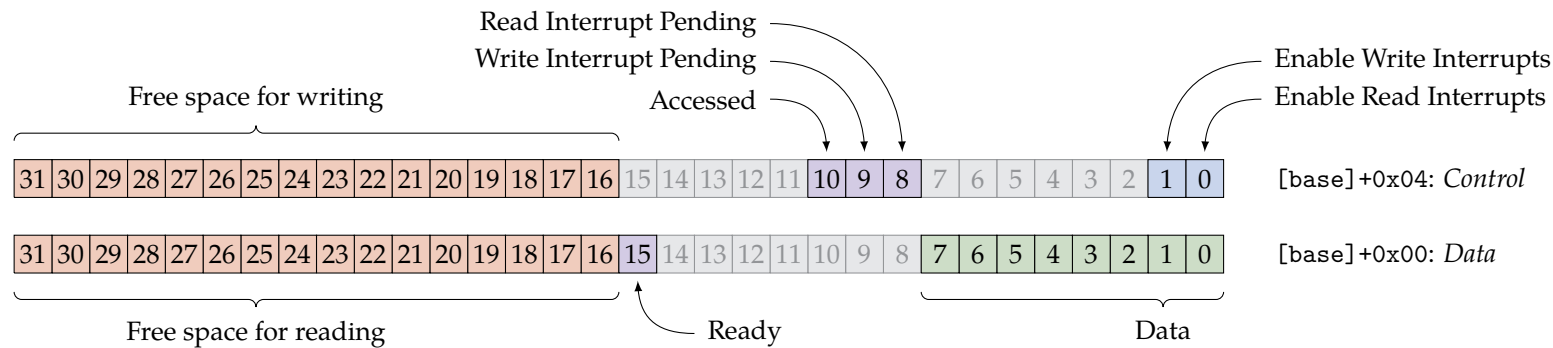 Read Interrupt Pending
Write Interrupt Pending
Accessed
Enable Write Interrupts
Enable Read Interrupts
Free space for writing
31 30 29 28 27 26 25 24 23 22 21 20 19 18 17 16 15 14 13 12 11 10 9 8 7 6 5 4 3 2 1 0 [base]+0x04: Control
31 30 29 28 27 26 25 24 23 22 21 20 19 18 17 16 15 14 13 12 11 10 9 8 7 6 5 4 3 2 1 0 [base]+0x00: Data
Free space for reading
Ready
Data